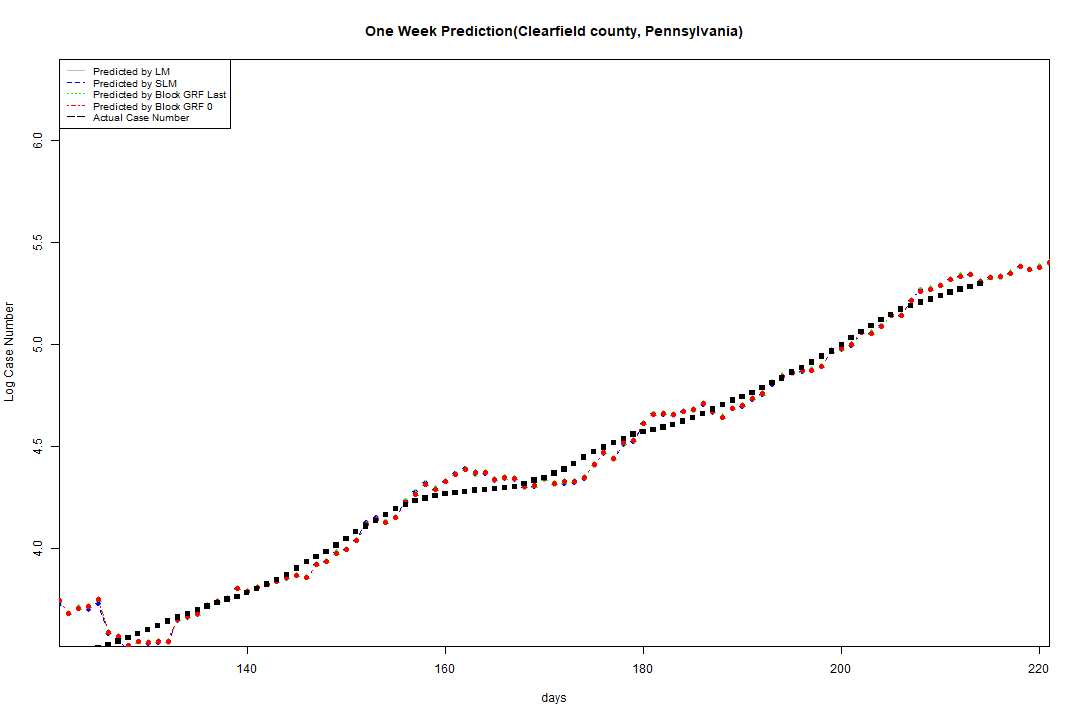 One Week Prediction(Clearfield county, Pennsylvania)
Predicted by LM
Predicted by SLM
Predicted by Block GRF Last
Predicted by Block GRF 0
Actual Case Number
6.0
5.5
5.0
4.5
4.0
Log Case Number
140 160 180 200 220
days